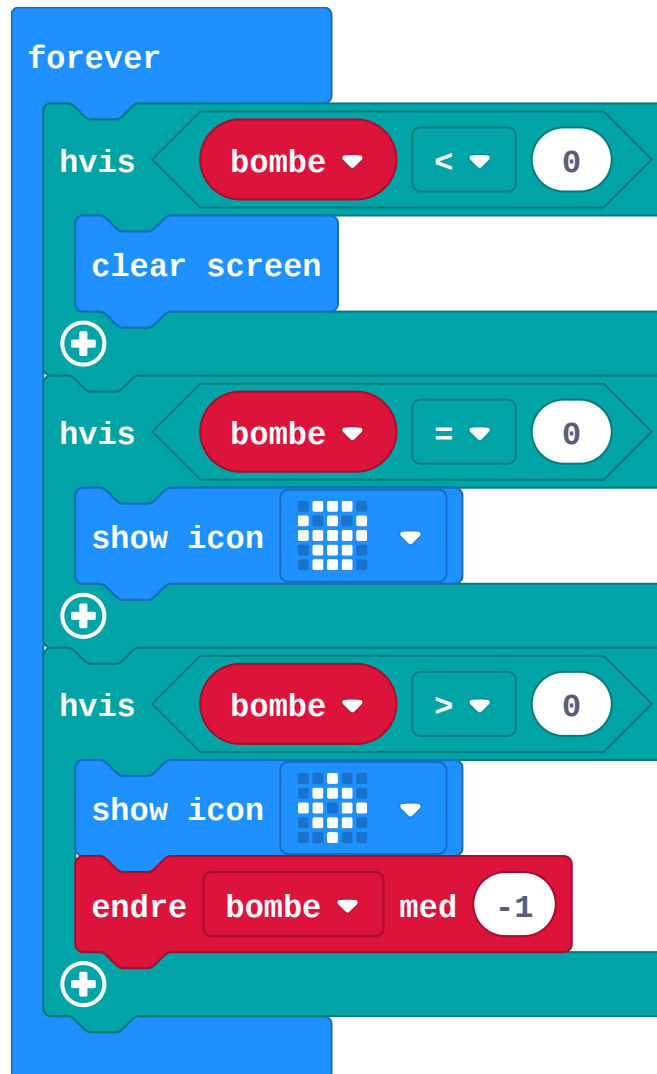 forever
hvis bombe < 0
clear screen
hvis bombe = 0
show icon
hvis bombe > 0
show icon
endre bombe med -1